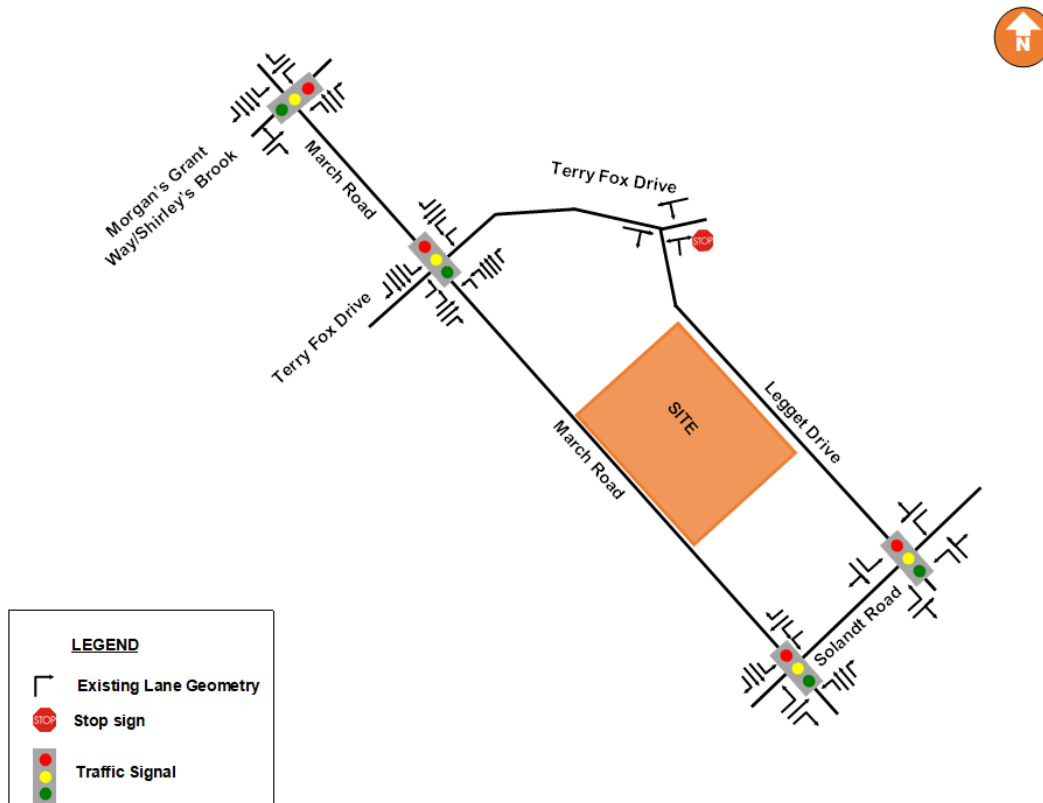 N
Morgan's Grant
Way/Shirley's Brook
March Road
Terry Fox Drive
STOP
Terry Fox Drive
SITE
Legget Drive
March Road
Solandt Road
LEGEND
Existing Lane Geometry
STOP
Stop sign
Traffic Signal